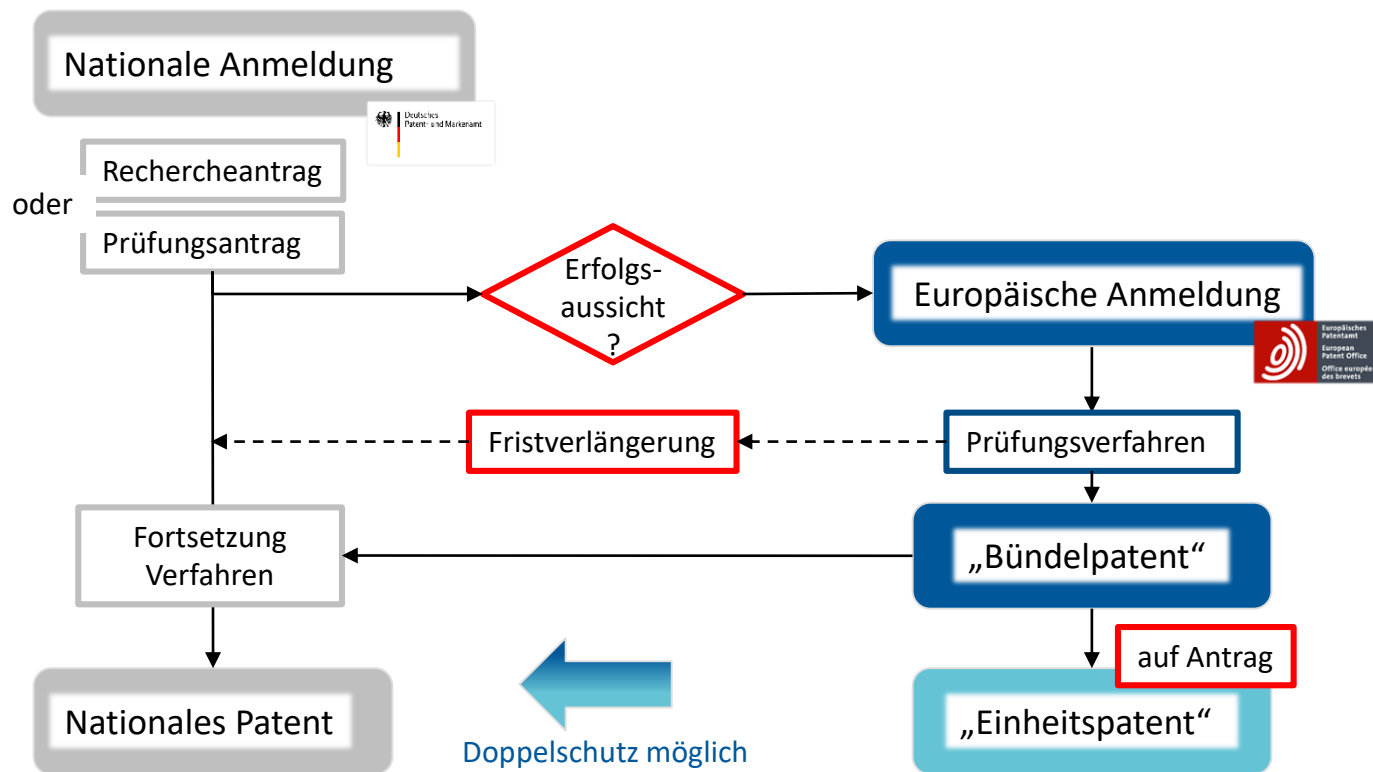 Nationale Anmeldung
Deutsches
Patent- und Markenamt
Rechercheantrag
oder
Prüfungsantrag
Erfolgs-
aussicht
?
Europäische Anmeldung
Europäisches
Patentamt
European
Patent Office
Office européen
des brevets
Fristverlängerung
Prüfungsverfahren
Fortsetzung
Verfahren
„Bündelpatent“
auf Antrag
Nationales Patent
Doppelschutz möglich
„Einheitspatent“